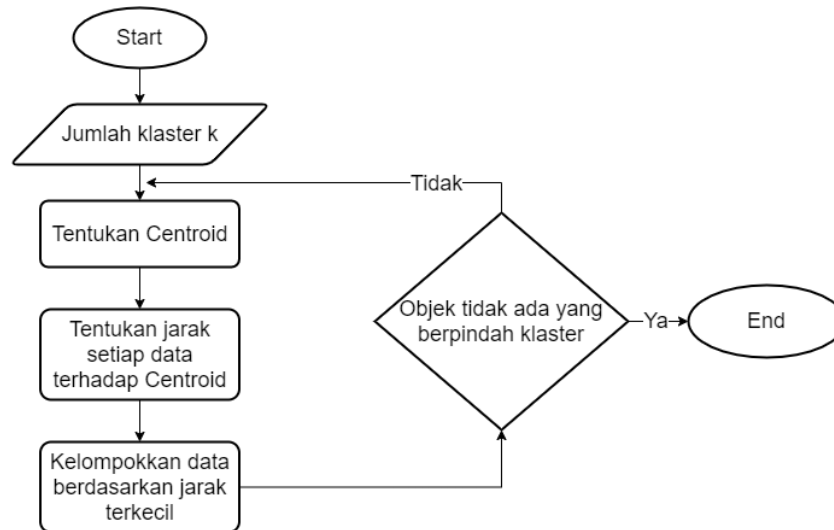 Start
Jumlah klaster k
Tidak
Tentukan Centroid
Objek tidak ada yang
berpindah klaster
Ya
End
Tentukan jarak
setiap data
terhadap Centroid
Kelompokkan data
berdasarkan jarak
terkecil